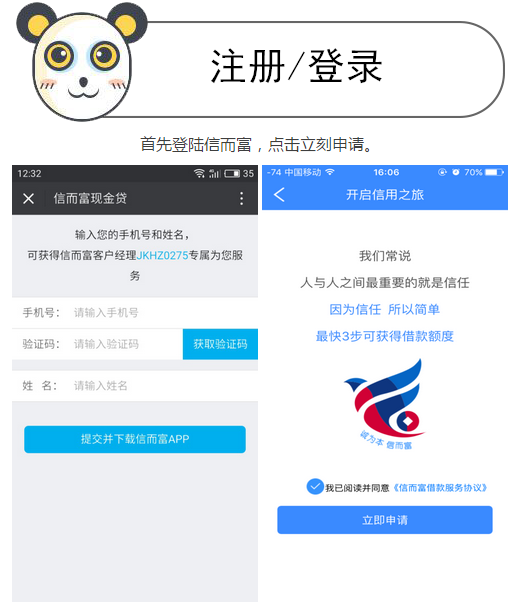 注册/登录
首先登陆信而富，点击立刻申请。
12:32
4G
35
信而富现金贷
输入您的手机号和姓名，
可获得信而富客户经理JKHZ0275专属为您服
务
手机号： 请输入手机号
验证码： 请输入验证码 获取验证码
姓 名： 请输入姓名
提交并下载信而富APP
-74 中国移动 16:06 70%
开启信用之旅
我们常说
人与人之间最重要的就是信任
因为信任 所以简单
最快3步可获得借款额度
诚为本 信而富
我已阅读并同意《信而富借款服务协议》
立即申请